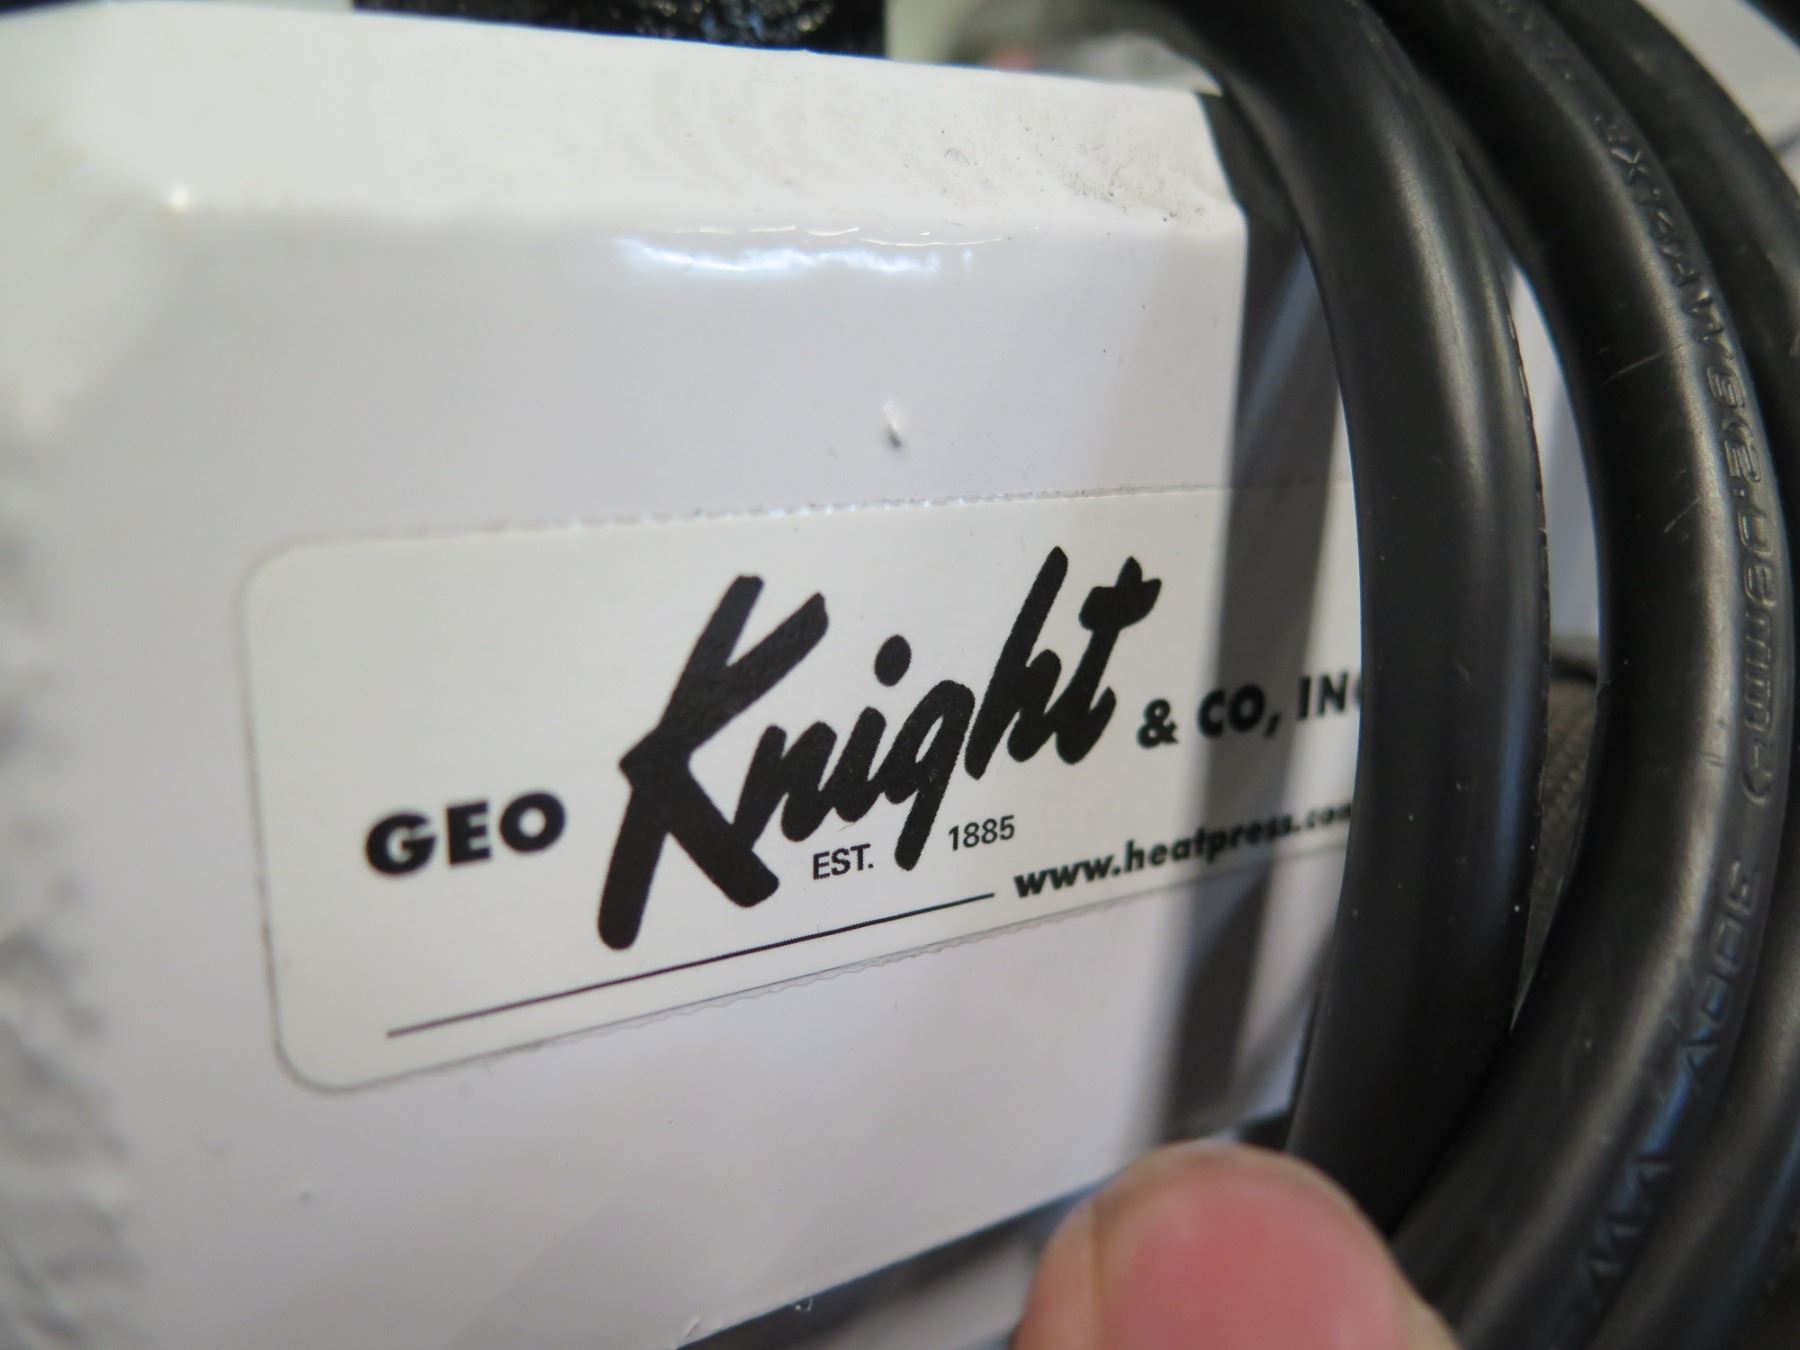 GEO Knight & CO, INC
EST. 1885
www.heatpress.com